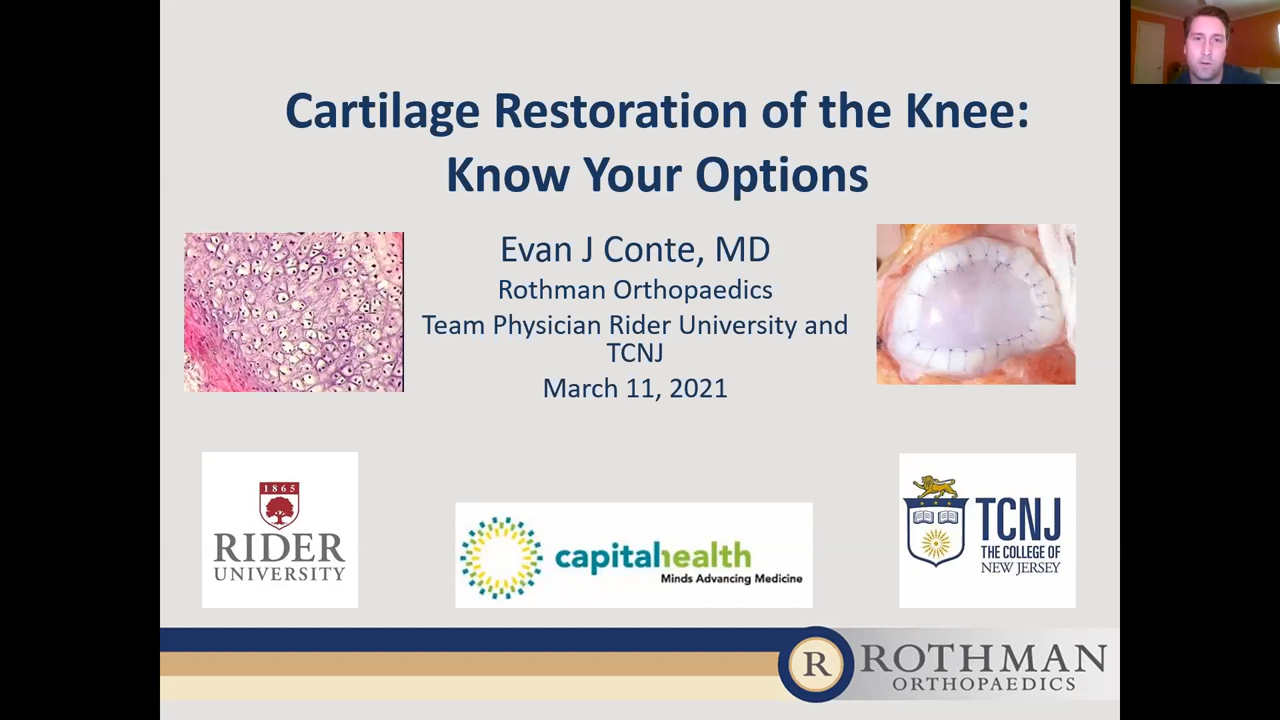 Cartilage Restoration of the Knee:
Know Your Options
Evan J Conte, MD
Rothman Orthopaedics
Team Physician Rider University and
TCNJ
March 11, 2021
1865
RIDER
UNIVERSITY
capitalhealth
Minds Advancing Medicine
TCNJ
THE COLLEGE OF
NEW JERSEY
R
ROTHMAN
ORTHOPAEDICS